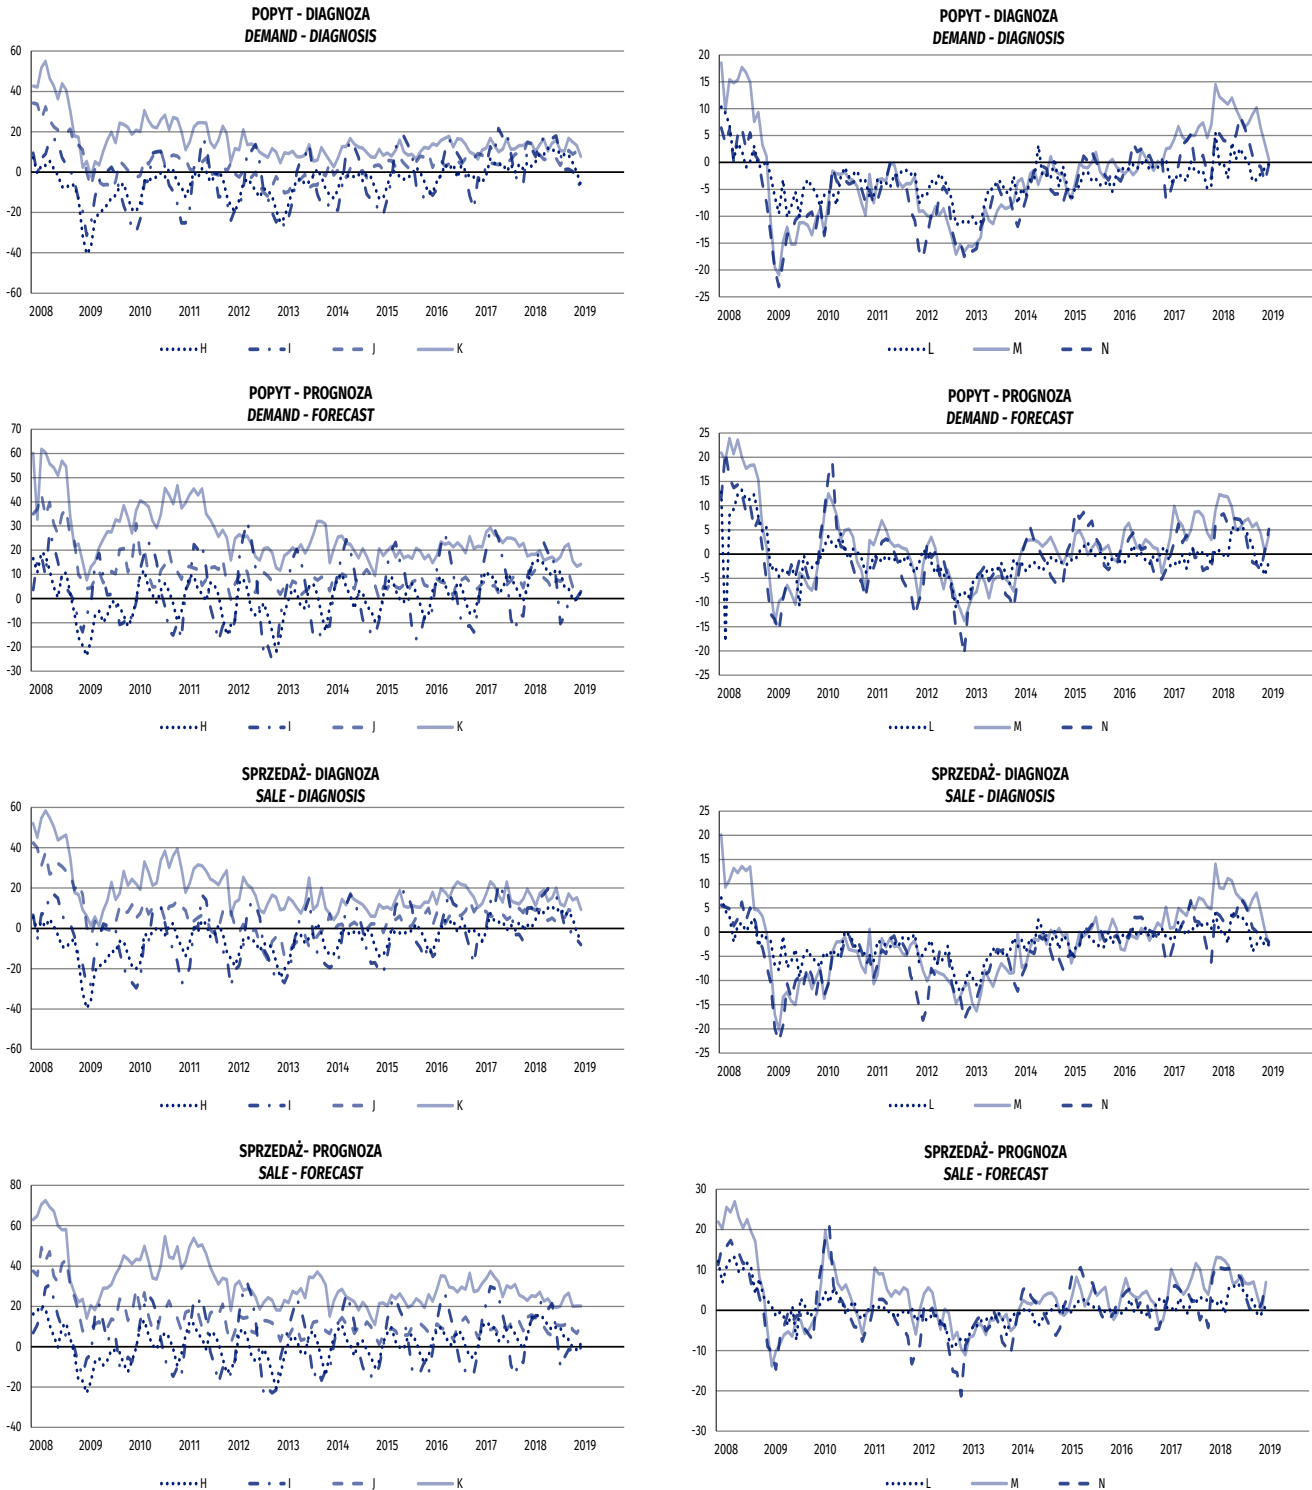 POPYT - DIAGNOZA
DEMAND - DIAGNOSIS
60
40
20
0
-20
-40
-60
2008 2009 2010 2011 2012 2013 2014 2015 2016 2017 2018 2019
H I J K
POPYT - DIAGNOZA
DEMAND - DIAGNOSIS
20
15
10
5
0
-5
-10
-15
-20
-25
2008 2009 2010 2011 2012 2013 2014 2015 2016 2017 2018 2019
L M N
POPYT - PROGNOZA
DEMAND - FORECAST
70
60
50
40
30
20
10
0
-10
-20
-30
2008 2009 2010 2011 2012 2013 2014 2015 2016 2017 2018 2019
H I J K
POPYT - PROGNOZA
DEMAND - FORECAST
25
20
15
10
5
0
-5
-10
-15
-20
-25
2008 2009 2010 2011 2012 2013 2014 2015 2016 2017 2018 2019
L M N
SPRZEDAŻ- DIAGNOZA
SALE - DIAGNOSIS
60
40
20
0
-20
-40
-60
2008 2009 2010 2011 2012 2013 2014 2015 2016 2017 2018 2019
H I J K
SPRZEDAŻ- DIAGNOZA
SALE - DIAGNOSIS
25
20
15
10
5
0
-5
-10
-15
-20
-25
2008 2009 2010 2011 2012 2013 2014 2015 2016 2017 2018 2019
L M N
SPRZEDAŻ- PROGNOZA
SALE - FORECAST
80
60
40
20
0
-20
-40
2008 2009 2010 2011 2012 2013 2014 2015 2016 2017 2018 2019
H I J K
SPRZEDAŻ- PROGNOZA
SALE - FORECAST
30
20
10
0
-10
-20
-30
2008 2009 2010 2011 2012 2013 2014 2015 2016 2017 2018 2019
L M N